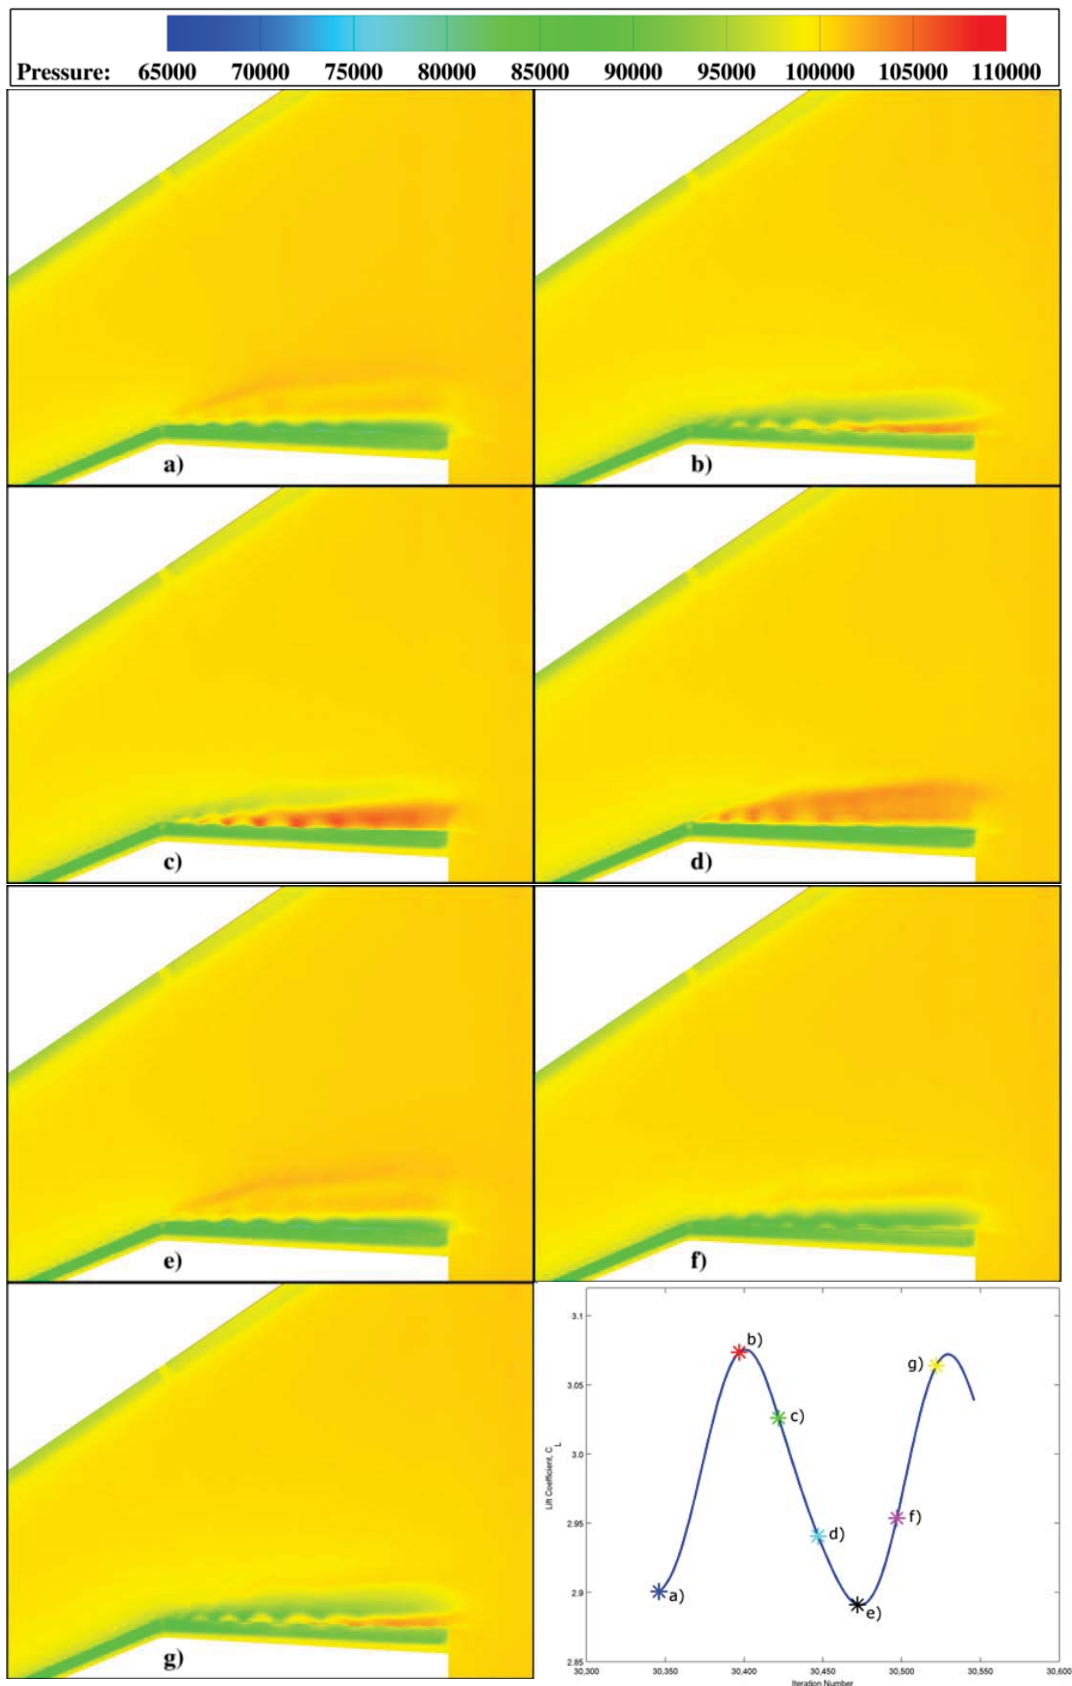 Pressure: 65000 70000 75000 80000 85000 90000 95000 100000 105000 110000
a)
b)
c)
d)
e)
f)
g)
3.1
3.05
3.0
2.95
2.9
2.85
Lift Coefficient, C L
b)
g)
c)
f)
d)
a)
e)
30,300 30,350 30,400 30,450 30,500 30,550 30,600
Iteration Number